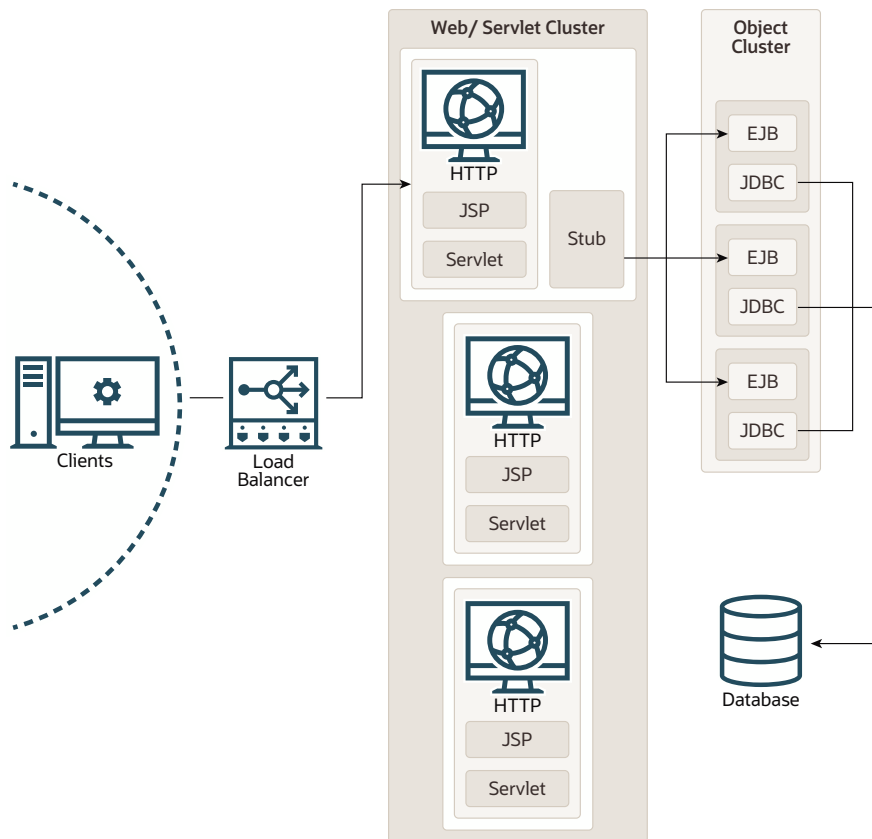 Web/ Servlet Cluster
Object
Cluster
HTTP
JSP
Servlet
Stub
EJB
JDBC
EJB
JDBC
EJB
JDBC
Clients
Load
Balancer
HTTP
JSP
Servlet
HTTP
JSP
Servlet
Database